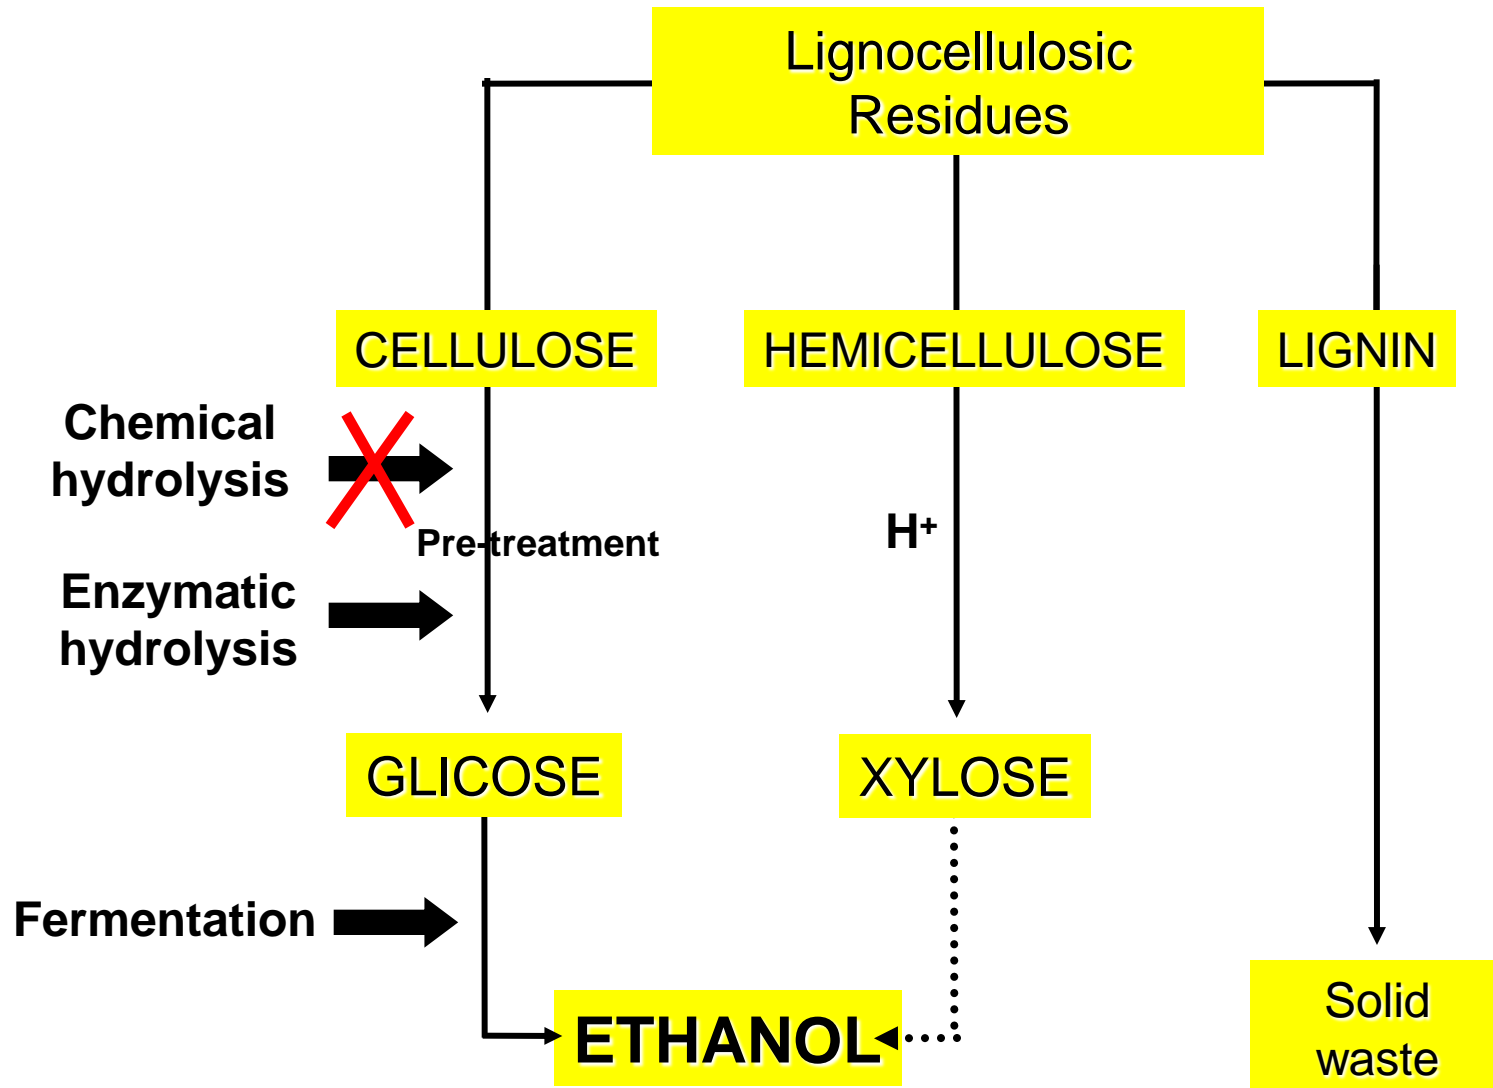 Lignocellulosic
Residues
CELLULOSE
HEMICELLULOSE
LIGNIN
Chemical
hydrolysis
Pre-treatment
H+
Enzymatic
hydrolysis
GLICOSE
XYLOSE
Fermentation
ETHANOL
Solid
waste